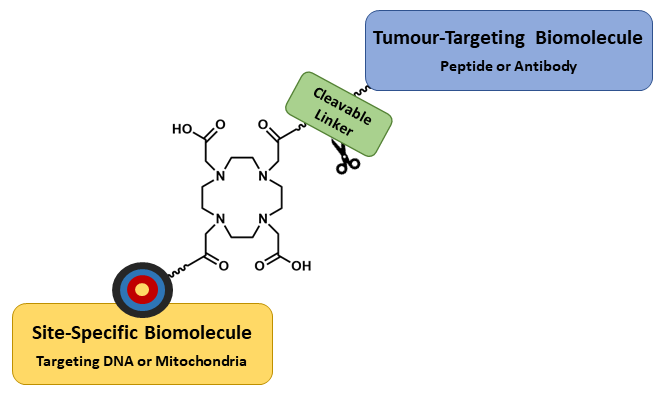 Tumour-Targeting Biomolecule
Peptide or Antibody
Cleavable
Linker
HO
O
O
N
N
N
N
O
O
OH
Site-Specific Biomolecule
Targeting DNA or Mitochondria